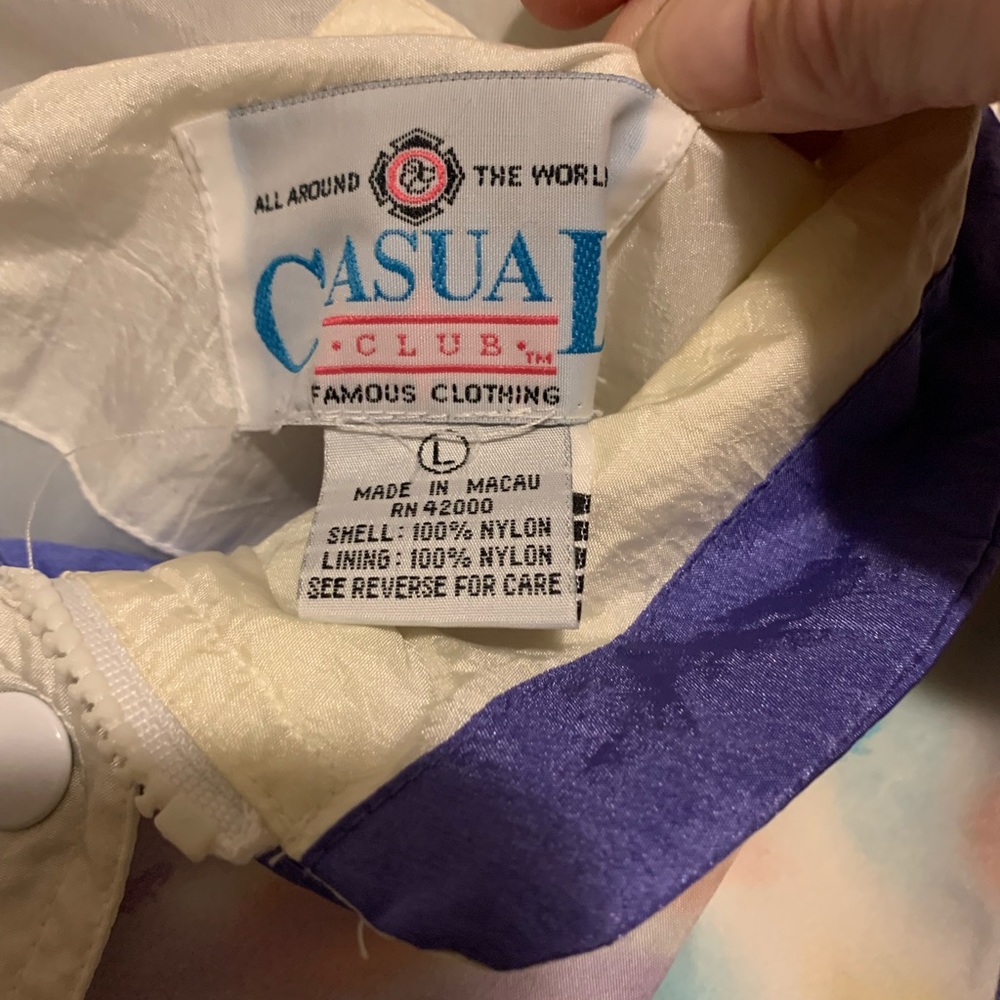 ALL AROUND THE WORL
CASUAL
• CLUB •™
FAMOUS CLOTHING
L
MADE IN MACAU
RN 42000
SHELL: 100% NYLON
LINING: 100% NYLON
SEE REVERSE FOR CARE